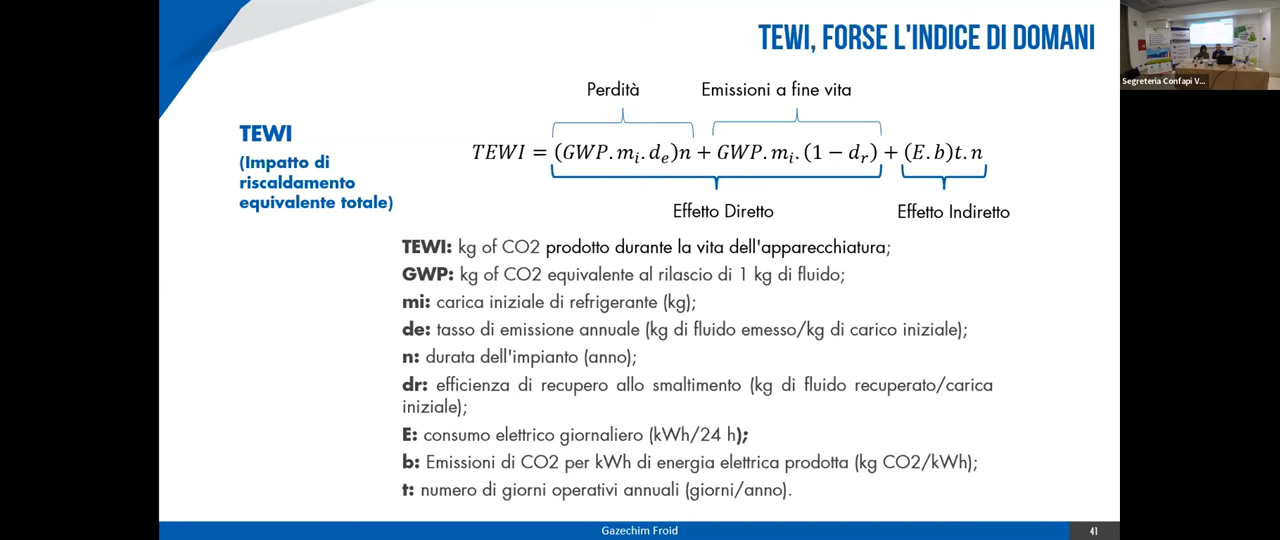 TEWI, FORSE L'INDICE DI DOMANI
Segreteria Confapi V...
Perdità
Emissioni a fine vita
TEWI
(Impatto di
riscaldamento
equivalente totale)
TEWI = (GWP.mᵢ.dₑ)n + GWP.mᵢ.(1 − dᵣ) + (E.b)t.n
Effetto Diretto
Effetto Indiretto
TEWI: kg of CO2 prodotto durante la vita dell'apparecchiatura;
GWP: kg of CO2 equivalente al rilascio di 1 kg di fluido;
mi: carica iniziale di refrigerante (kg);
de: tasso di emissione annuale (kg di fluido emesso/kg di carico iniziale);
n: durata dell'impianto (anno);
dr: efficienza di recupero allo smaltimento (kg di fluido recuperato/carica
iniziale);
E: consumo elettrico giornaliero (kWh/24 h);
b: Emissioni di CO2 per kWh di energia elettrica prodotta (kg CO2/kWh);
t: numero di giorni operativi annuali (giorni/anno).
Gazechim Froid
41